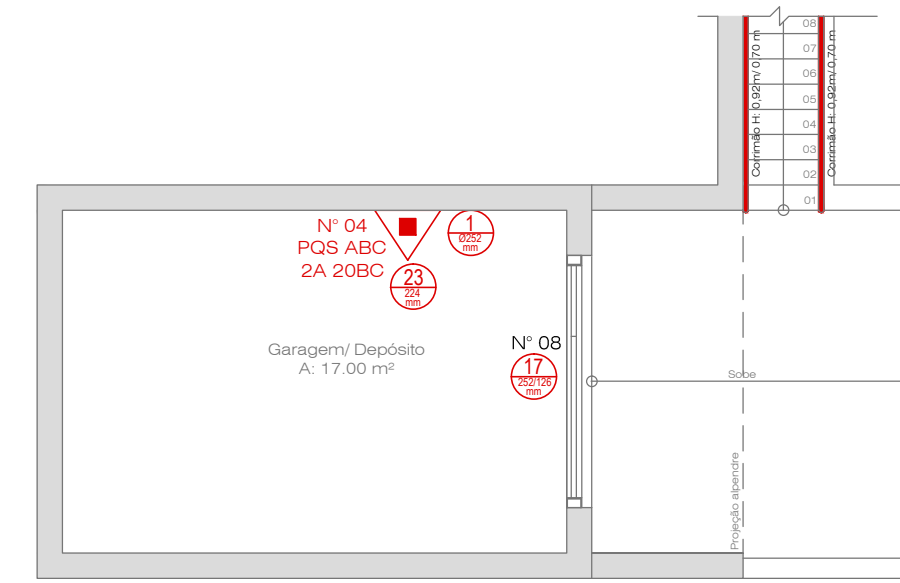 08
07
06
05
04
03
02
01
Corrimão H: 0,92m/ 0,70 m
Corrimão H: 0,92m/ 0,70 m
N° 04
PQS ABC
2A 20BC
1
Ø252
mm
23
224
mm
Garagem/ Depósito
A: 17.00 m²
N° 08
17
252/126
mm
Sobe
Projeção alpendre